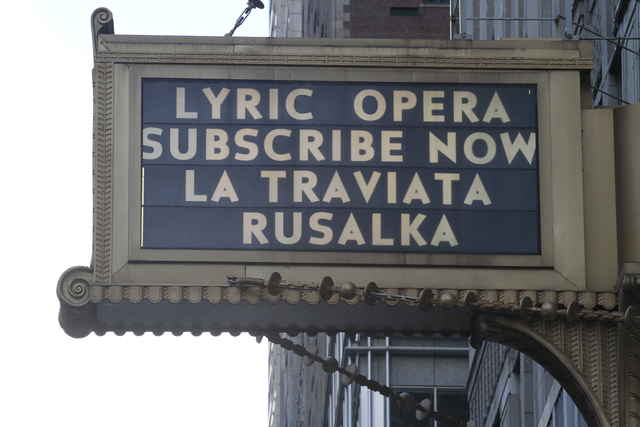 LYRIC OPERA
SUBSCRIBE NOW
LA TRAVIATA
RUSALKA